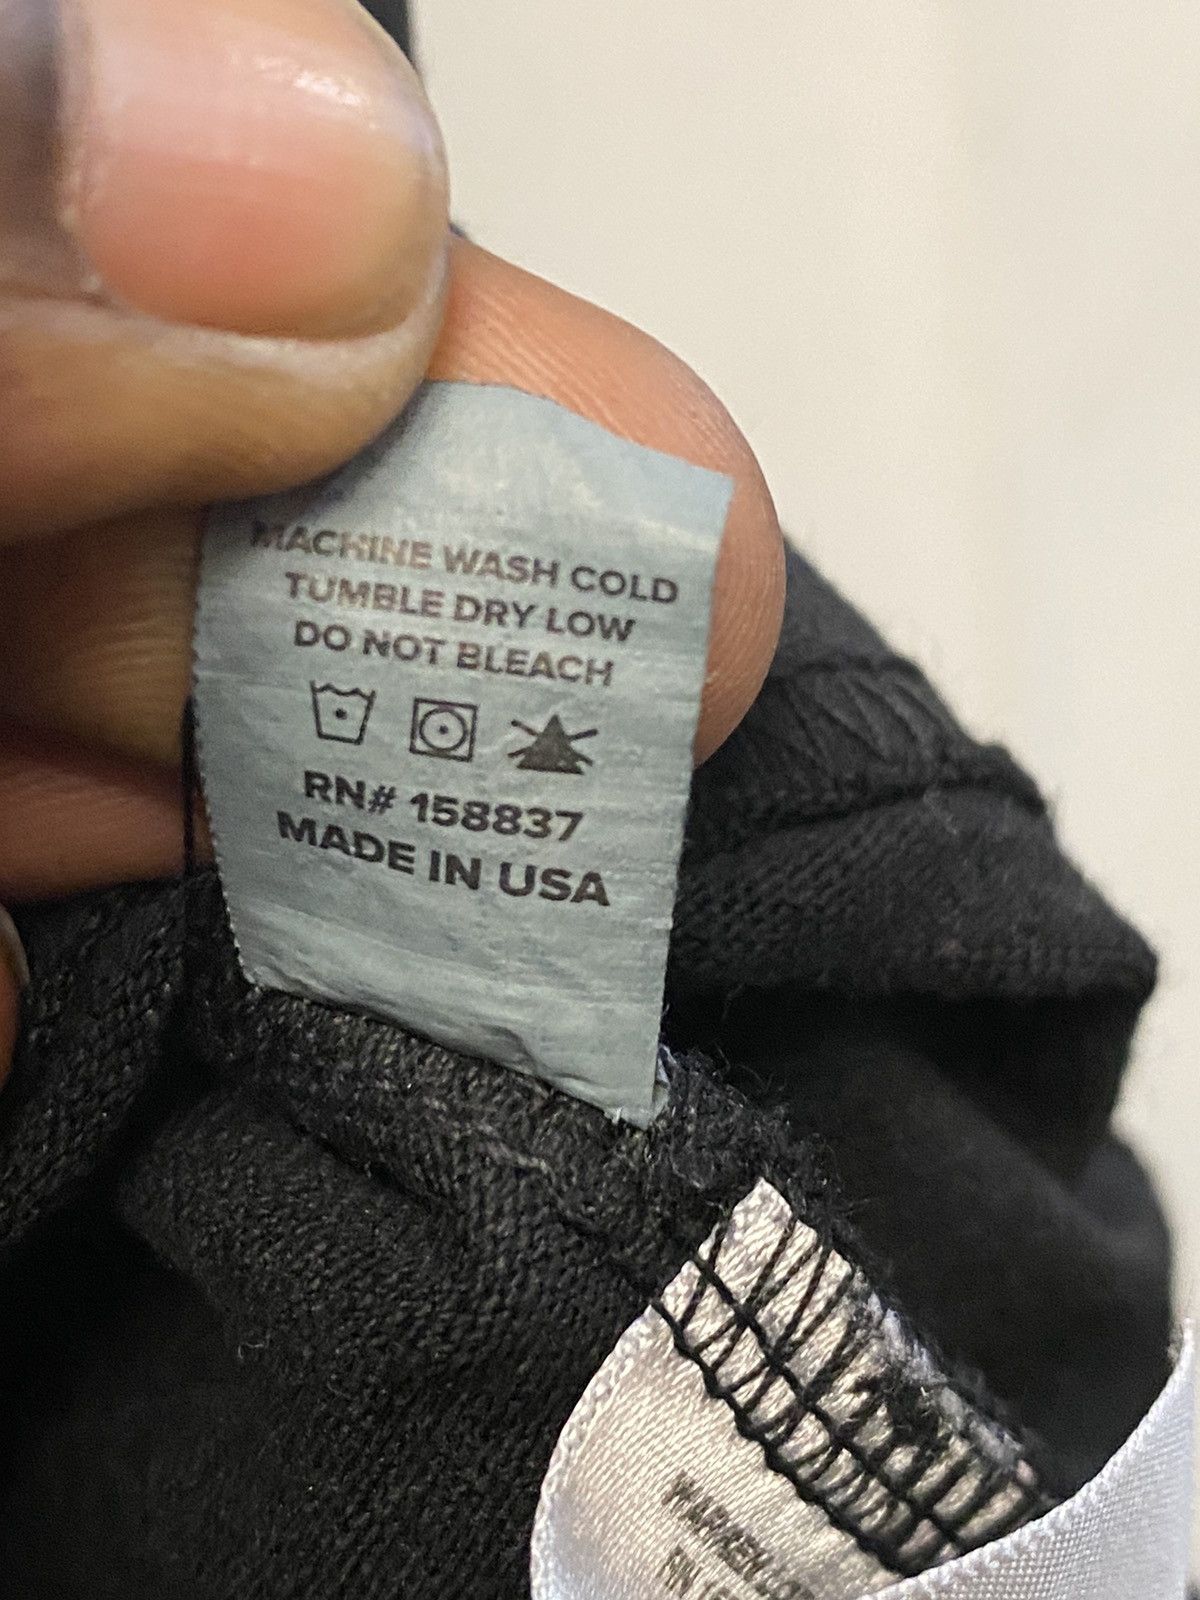 MACHINE WASH COLD
TUMBLE DRY LOW
DO NOT BLEACH
RN# 158837
MADE IN USA